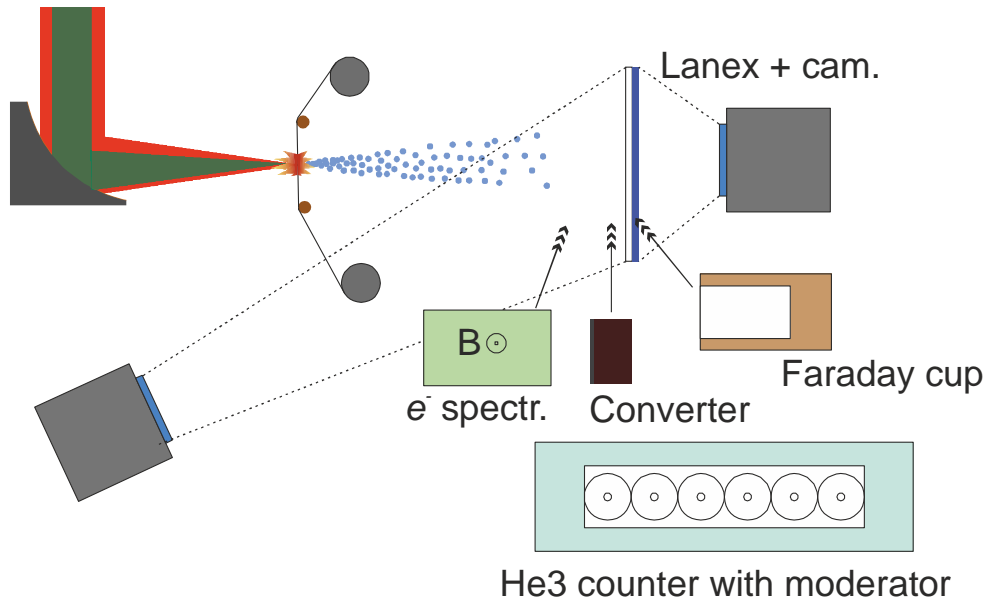 Lanex + cam.
B
Faraday cup
e- spectr.
Converter
He3 counter with moderator